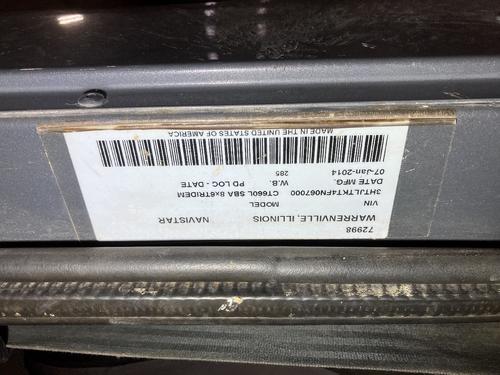 72998 NAVISTAR
WARRENVILLE, ILLINOIS
VIN MODEL
3HTJLTKT4FN067000 CT660L SBA 8x6TRIDEM
DATE MFG. W.B. PD LOC - DATE
07-Jan-2014 285
MADE IN THE UNITED STATES OF AMERICA